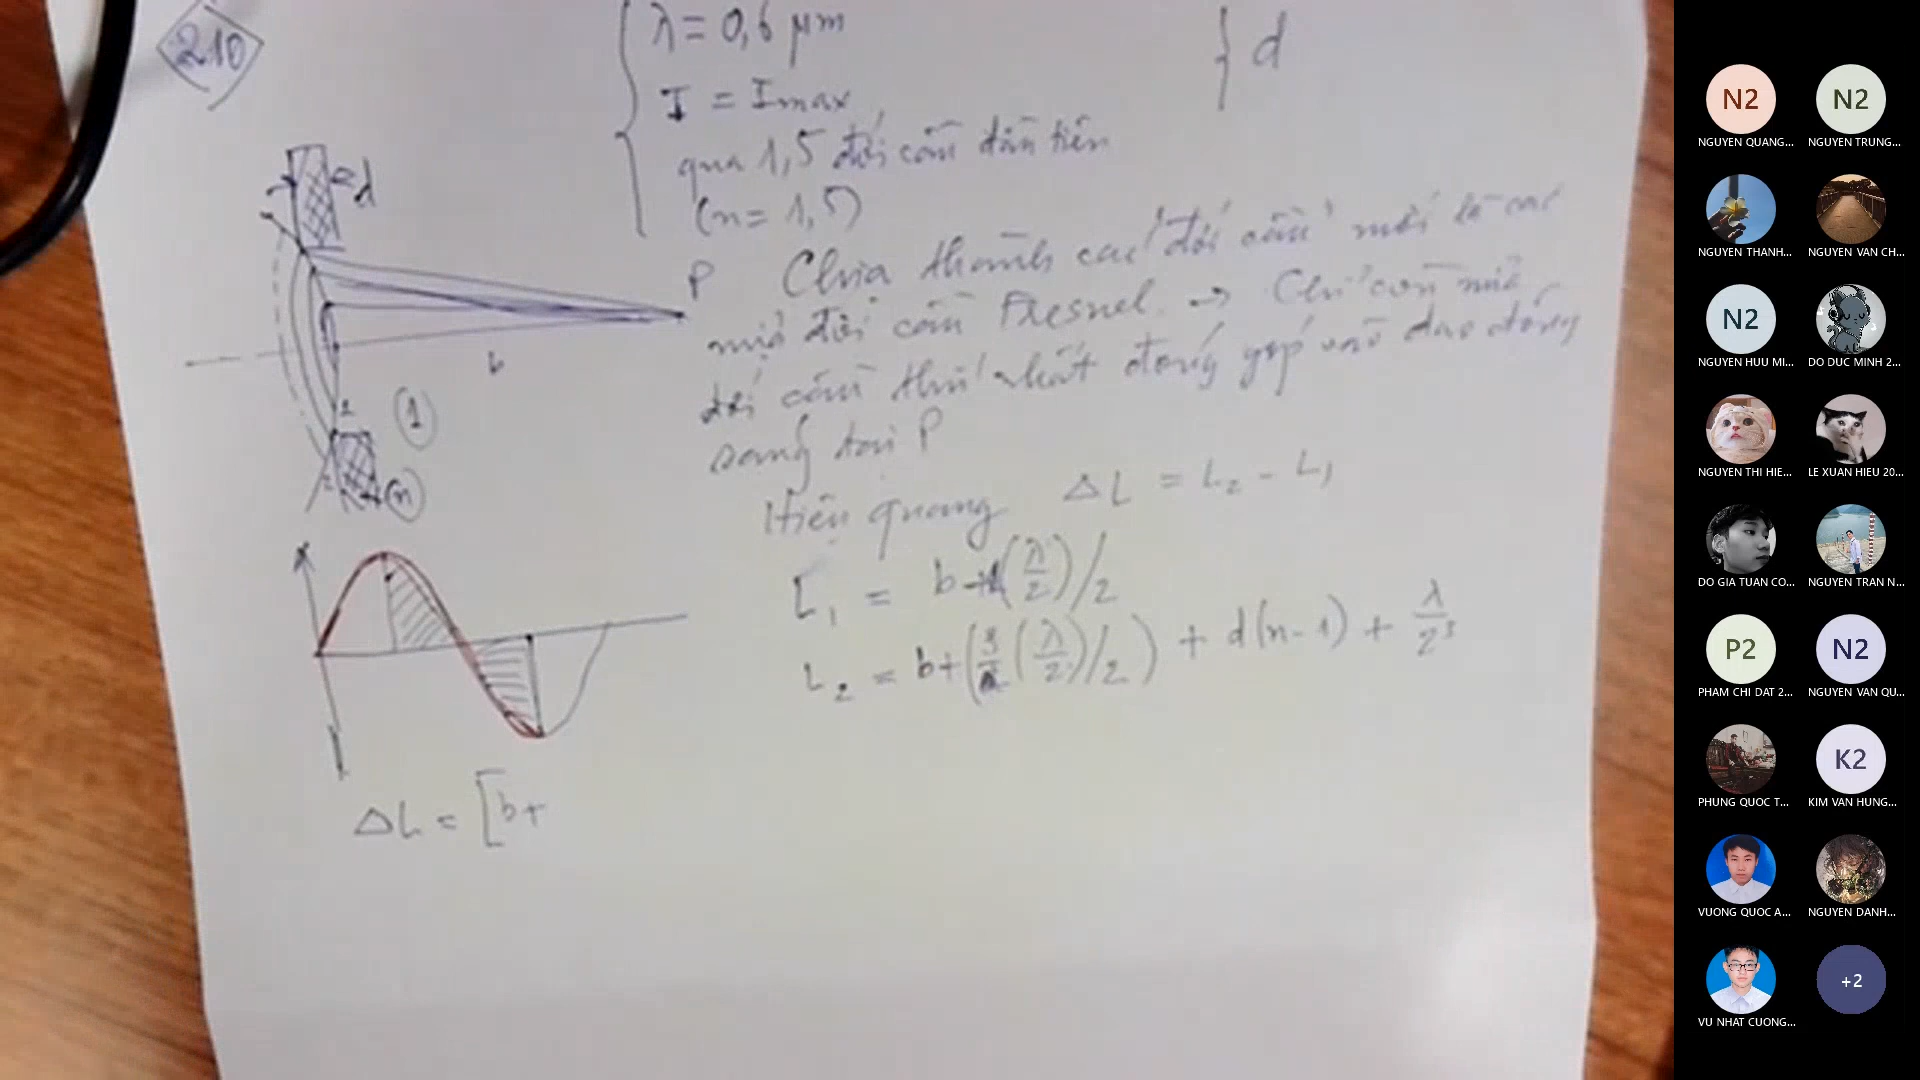 210
λ = 0,6 μm
I = Imax
qua 1,5 đới cầu đầu tiên
(n = 1,5)
} d
d
b
1
2
(1)
(n)
P
Chia thành các đới cầu mới là các
đới cầu Fresnel. → Chỉ còn
đới cầu thứ nhất đóng góp vào dao động
sáng tại P
Hiệu quang ΔL = L₂ - L₁
L₁ = b + (λ/2)/2
L₂ = b + ( (λ/2)/2 ) + d(n-1) + λ/2
ΔL = [b+
N2
N2
NGUYEN QUANG...
NGUYEN TRUNG...
NGUYEN THANH...
NGUYEN VAN CH...
N2
NGUYEN HUU MI...
DO DUC MINH 2...
NGUYEN THI HIE...
LE XUAN HIEU 20...
DO GIA TUAN CO...
NGUYEN TRAN N...
P2
N2
PHAM CHI DAT 2...
NGUYEN VAN QU...
K2
PHUNG QUOC T...
KIM VAN HUNG...
VUONG QUOC A...
NGUYEN DANH...
+2
VU NHAT CUONG...